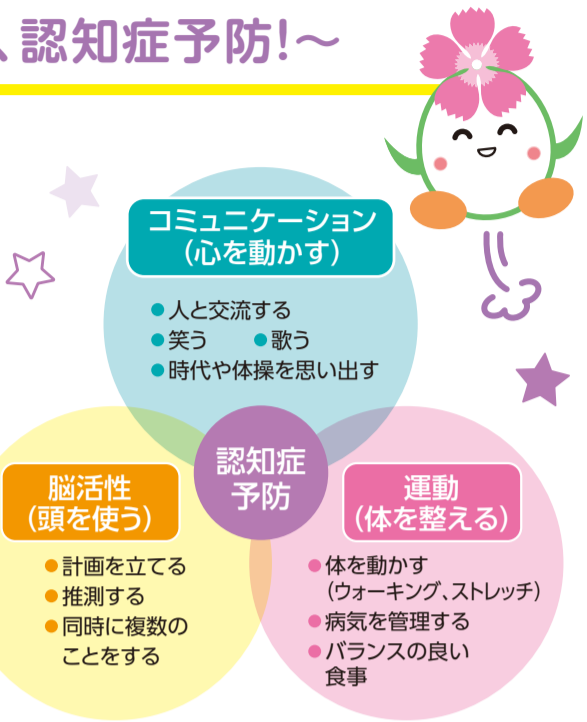 、認知症予防!～
コミュニケーション
(心を動かす)
●人と交流する
●笑う ●歌う
●時代や体操を思い出す
認知症
予防
脳活性
(頭を使う)
●計画を立てる
●推測する
●同時に複数の
ことをする
運動
(体を整える)
●体を動かす
(ウォーキング、ストレッチ)
●病気を管理する
●バランスの良い
食事